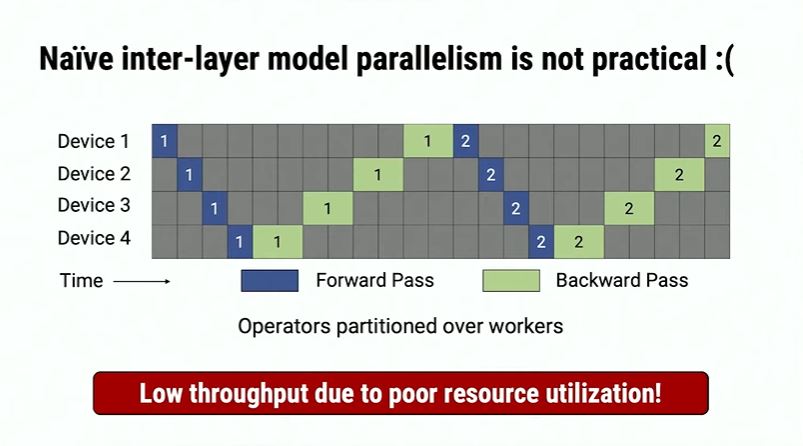 Naïve inter-layer model parallelism is not practical :(
Device 1 1 1 2 2
Device 2 1 1 2 2
Device 3 1 1 2 2
Device 4 1 1 2 2
Time Forward Pass Backward Pass
Operators partitioned over workers
Low throughput due to poor resource utilization!